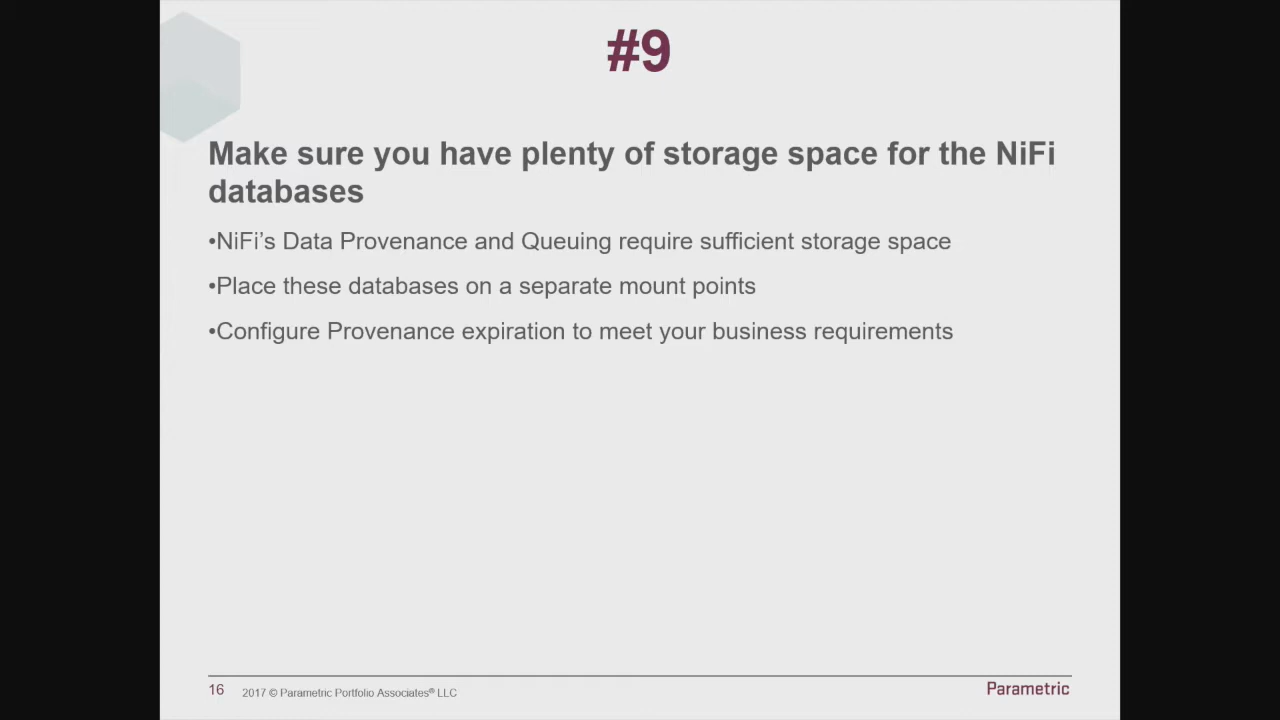 #9
Make sure you have plenty of storage space for the NiFi
databases
•NiFi’s Data Provenance and Queuing require sufficient storage space
•Place these databases on a separate mount points
•Configure Provenance expiration to meet your business requirements
16 2017 © Parametric Portfolio Associates® LLC Parametric